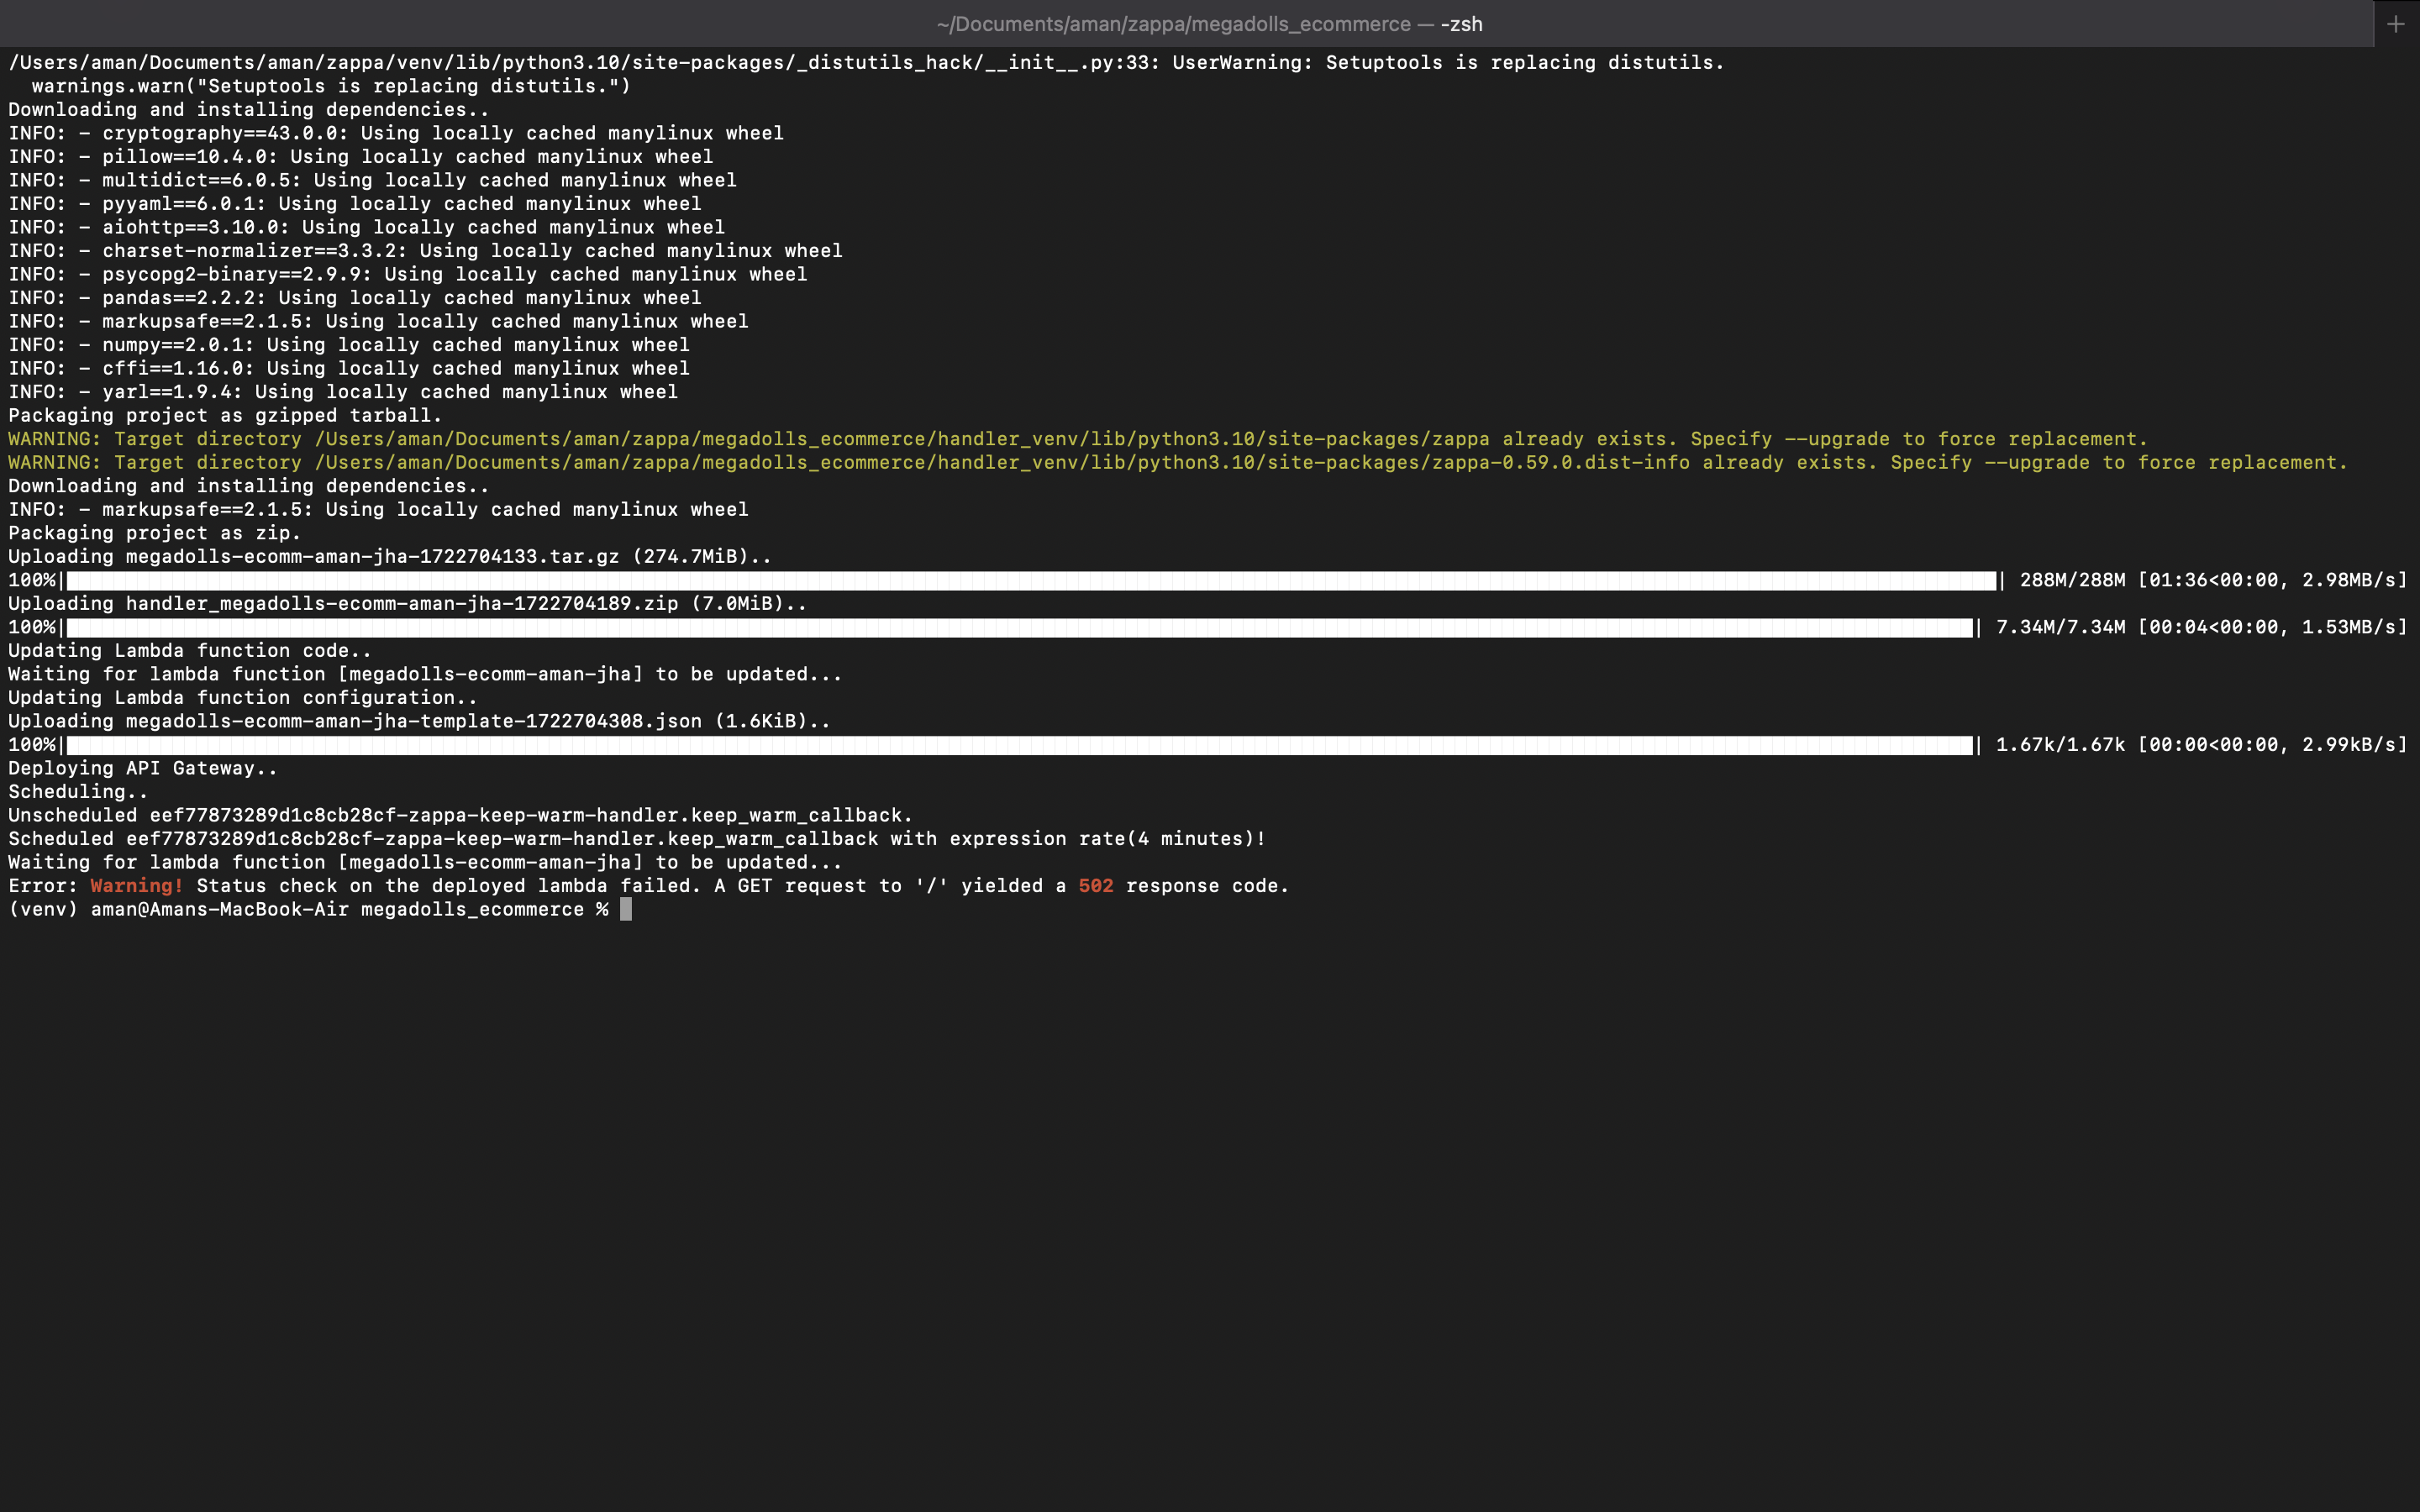 ~/Documents/aman/zappa/megadolls_ecommerce — -zsh
/Users/aman/Documents/aman/zappa/venv/lib/python3.10/site-packages/_distutils_hack/__init__.py:33: UserWarning: Setuptools is replacing distutils.
  warnings.warn("Setuptools is replacing distutils.")
Downloading and installing dependencies..
INFO: - cryptography==43.0.0: Using locally cached manylinux wheel
INFO: - pillow==10.4.0: Using locally cached manylinux wheel
INFO: - multidict==6.0.5: Using locally cached manylinux wheel
INFO: - pyyaml==6.0.1: Using locally cached manylinux wheel
INFO: - aiohttp==3.10.0: Using locally cached manylinux wheel
INFO: - charset-normalizer==3.3.2: Using locally cached manylinux wheel
INFO: - psycopg2-binary==2.9.9: Using locally cached manylinux wheel
INFO: - pandas==2.2.2: Using locally cached manylinux wheel
INFO: - markupsafe==2.1.5: Using locally cached manylinux wheel
INFO: - numpy==2.0.1: Using locally cached manylinux wheel
INFO: - cffi==1.16.0: Using locally cached manylinux wheel
INFO: - yarl==1.9.4: Using locally cached manylinux wheel
Packaging project as gzipped tarball.
WARNING: Target directory /Users/aman/Documents/aman/zappa/megadolls_ecommerce/handler_venv/lib/python3.10/site-packages/zappa already exists. Specify --upgrade to force replacement.
WARNING: Target directory /Users/aman/Documents/aman/zappa/megadolls_ecommerce/handler_venv/lib/python3.10/site-packages/zappa-0.59.0.dist-info already exists. Specify --upgrade to force replacement.
Downloading and installing dependencies..
INFO: - markupsafe==2.1.5: Using locally cached manylinux wheel
Packaging project as zip.
Uploading megadolls-ecomm-aman-jha-1722704133.tar.gz (274.7MiB)..
100%| | 288M/288M [01:36<00:00, 2.98MB/s]
Uploading handler_megadolls-ecomm-aman-jha-1722704189.zip (7.0MiB)..
100%| | 7.34M/7.34M [00:04<00:00, 1.53MB/s]
Updating Lambda function code..
Waiting for lambda function [megadolls-ecomm-aman-jha] to be updated...
Updating Lambda function configuration..
Uploading megadolls-ecomm-aman-jha-template-1722704308.json (1.6KiB)..
100%| | 1.67k/1.67k [00:00<00:00, 2.99kB/s]
Deploying API Gateway..
Scheduling..
Unscheduled eef77873289d1c8cb28cf-zappa-keep-warm-handler.keep_warm_callback.
Scheduled eef77873289d1c8cb28cf-zappa-keep-warm-handler.keep_warm_callback with expression rate(4 minutes)!
Waiting for lambda function [megadolls-ecomm-aman-jha] to be updated...
Error: Warning! Status check on the deployed lambda failed. A GET request to '/' yielded a 502 response code.
(venv) aman@Amans-MacBook-Air megadolls_ecommerce %